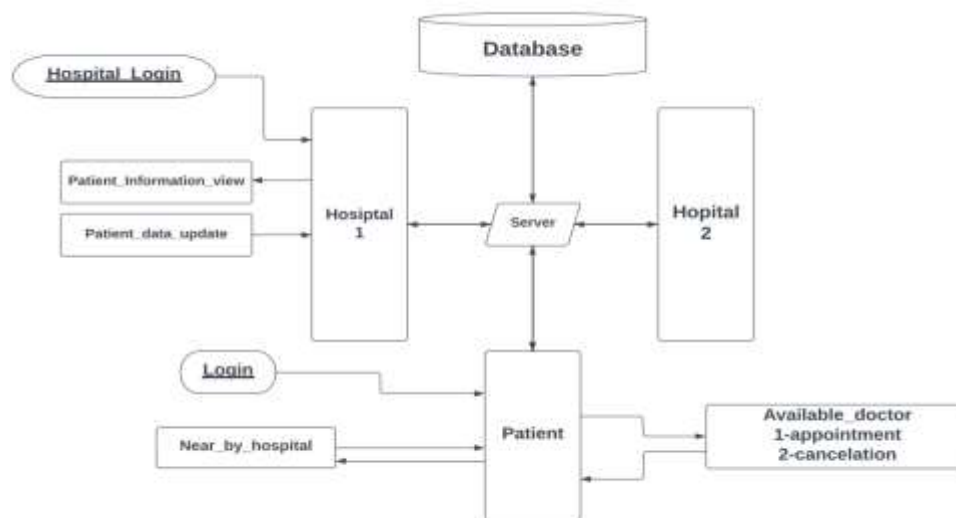 Database
Hospital_Login
Patient_Information_view
Hosiptal
1
Patient_data_update
Server
Hopital
2
Login
Patient
Near_by_hospital
Available_doctor
1-appointment
2-cancelation